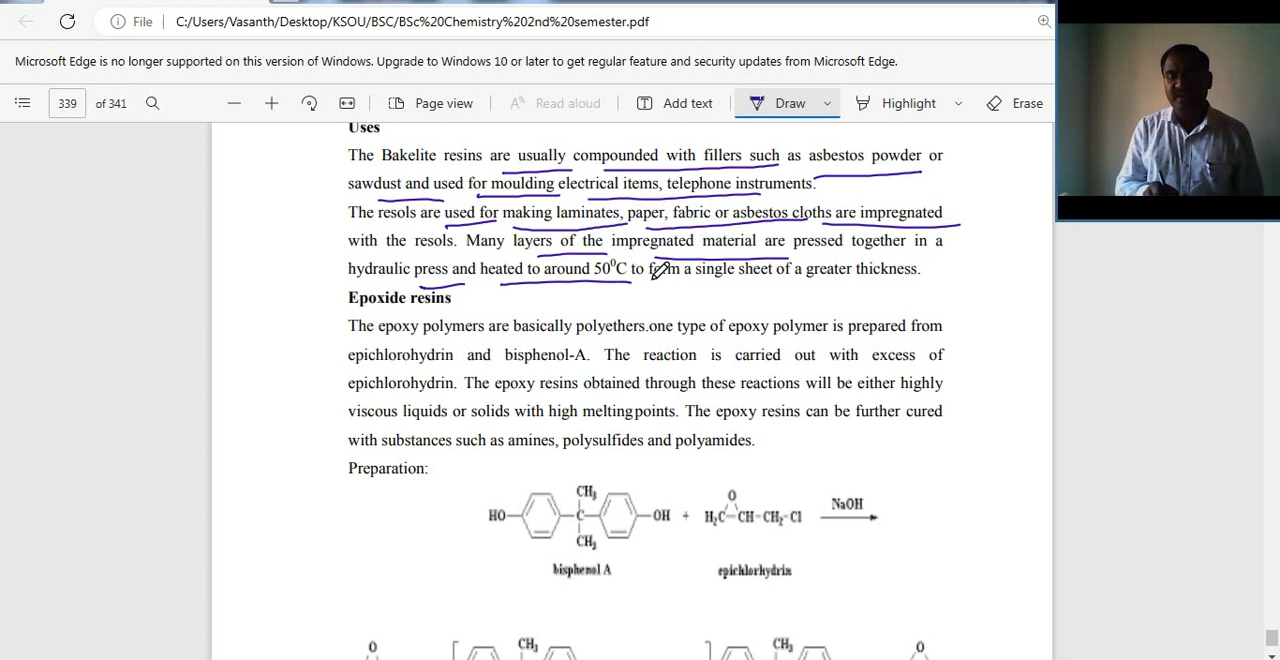 File | C:/Users/Vasanth/Desktop/KSOU/BSC/BSc%20Chemistry%202nd%20semester.pdf
Microsoft Edge is no longer supported on this version of Windows. Upgrade to Windows 10 or later to get regular feature and security updates from Microsoft Edge.
339 of 341 Page view Read aloud Add text Draw Highlight Erase
Uses
The Bakelite resins are usually compounded with fillers such as asbestos powder or
sawdust and used for moulding electrical items, telephone instruments.
The resols are used for making laminates, paper, fabric or asbestos cloths are impregnated
with the resols. Many layers of the impregnated material are pressed together in a
hydraulic press and heated to around 50⁰C to form a single sheet of a greater thickness.
Epoxide resins
The epoxy polymers are basically polyethers.one type of epoxy polymer is prepared from
epichlorohydrin and bisphenol-A. The reaction is carried out with excess of
epichlorohydrin. The epoxy resins obtained through these reactions will be either highly
viscous liquids or solids with high meltingpoints. The epoxy resins can be further cured
with substances such as amines, polysulfides and polyamides.
Preparation:
CH₃
O
NaOH
HO C OH + H₂C-CH-CH₂-Cl
CH₃
bisphenol A epichlorhydrin
O CH₃ CH₃ O